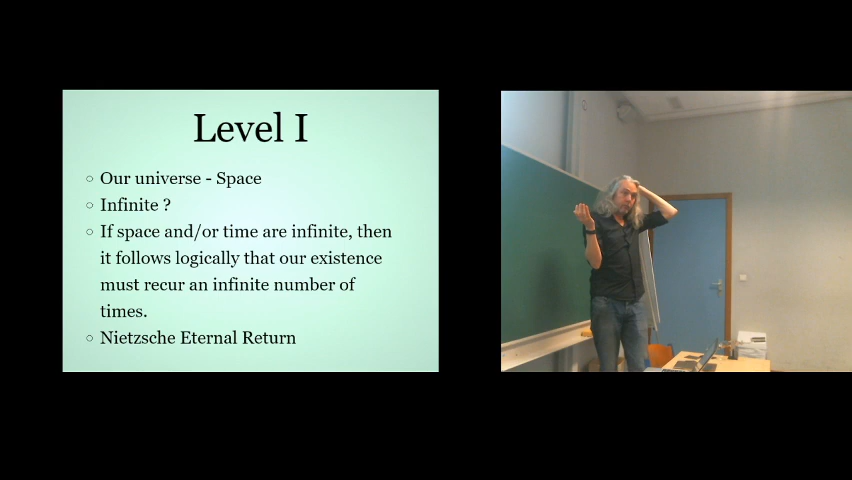 Level I
Our universe - Space
Infinite ?
If space and/or time are infinite, then
it follows logically that our existence
must recur an infinite number of
times.
Nietzsche Eternal Return